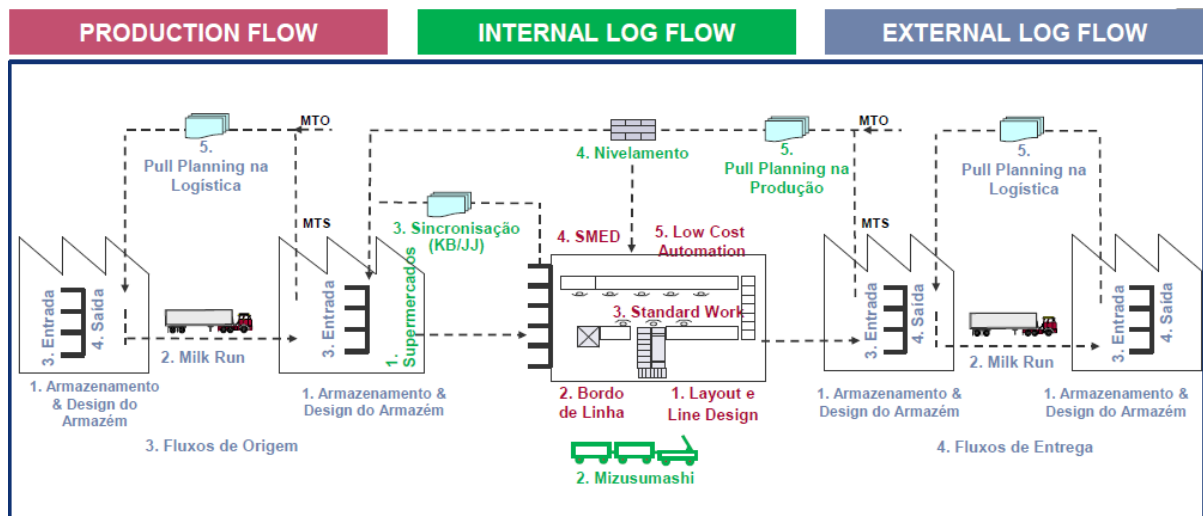 PRODUCTION FLOW
INTERNAL LOG FLOW
EXTERNAL LOG FLOW
MTO
5.
Pull Planning na
Logística
4. Nivelamento
5.
Pull Planning na
Produção
MTO
5.
Pull Planning na
Logística
MTS
3. Sincronisação
(KB/JJ)
4. SMED
5. Low Cost
Automation
MTS
3. Entrada
4. Saída
2. Milk Run
3. Entrada
1.
Supermercados
3. Standard Work
3. Entrada
4. Saída
2. Milk Run
3. Entrada
4. Saída
1. Armazenamento
& Design do
Armazém
1. Armazenamento &
Design do Armazém
2. Bordo
de Linha
1. Layout e
Line Design
1. Armazenamento &
Design do Armazém
1. Armazenamento &
Design do Armazém
3. Fluxos de Origem
2. Mizusumashi
4. Fluxos de Entrega